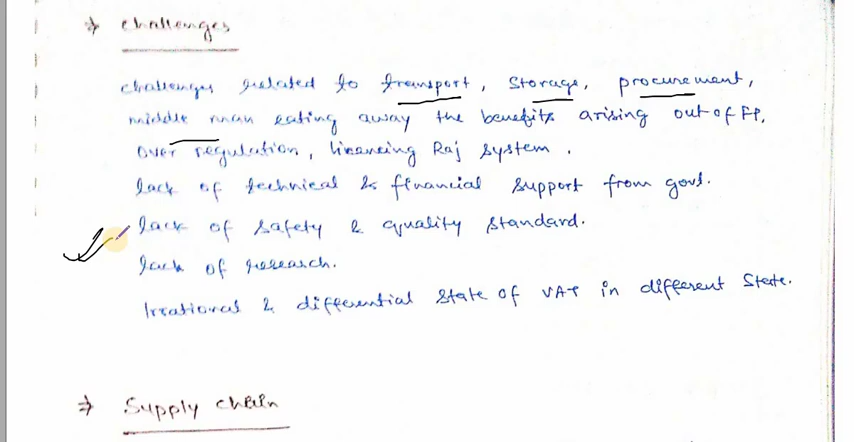 ⇒ Challenges
challenges related to transport, storage, procurement,
middle man eating away the benefits arising out of FP,
over regulation, licencing Raj system.
lack of technical & financial support from govt.
lack of safety & quality standard.
lack of research.
Irrational & differential state of VAT in different State.
⇒ Supply chain